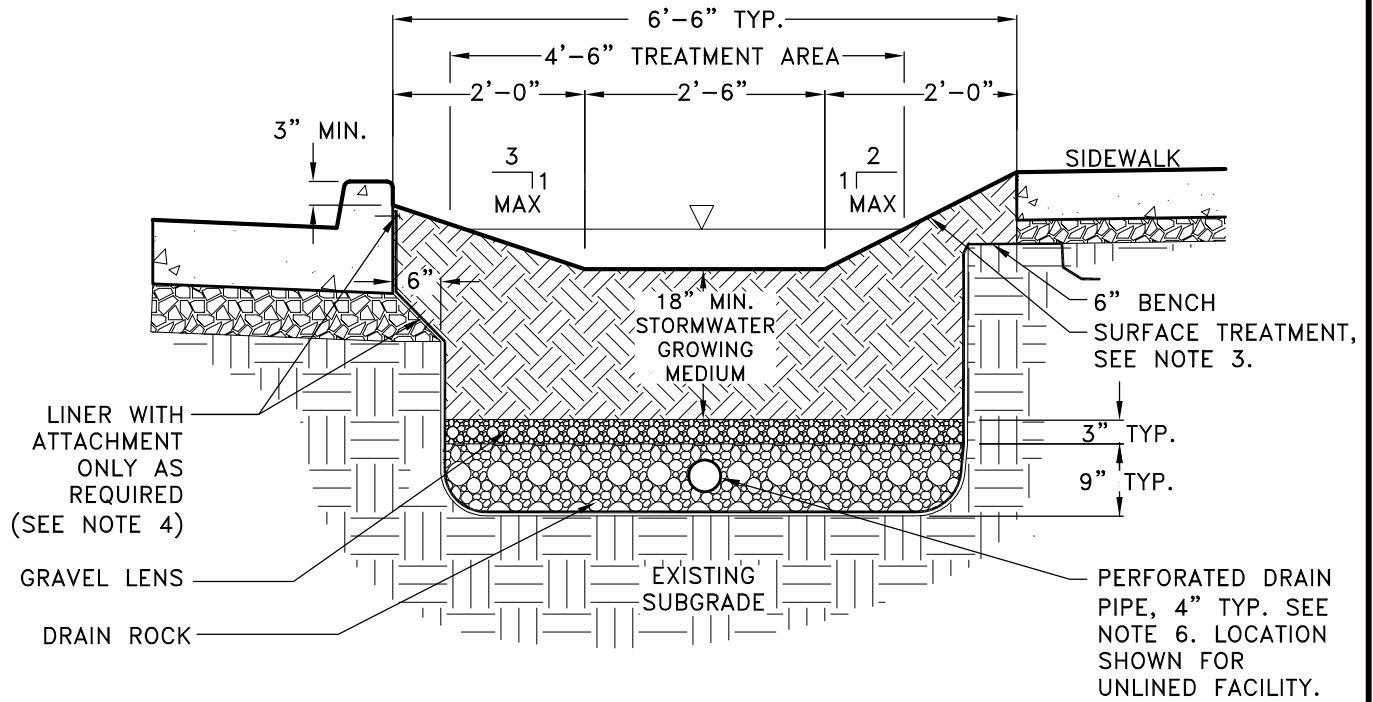 6’-6” TYP.
4’-6” TREATMENT AREA
2’-0”
2’-6”
2’-0”
3” MIN.
3
1
MAX
2
1
MAX
SIDEWALK
6”
18” MIN.
STORMWATER
GROWING
MEDIUM
6” BENCH
SURFACE TREATMENT,
SEE NOTE 3.
LINER WITH
ATTACHMENT
ONLY AS
REQUIRED
(SEE NOTE 4)
3” TYP.
9” TYP.
GRAVEL LENS
DRAIN ROCK
EXISTING
SUBGRADE
PERFORATED DRAIN
PIPE, 4” TYP. SEE
NOTE 6. LOCATION
SHOWN FOR
UNLINED FACILITY.